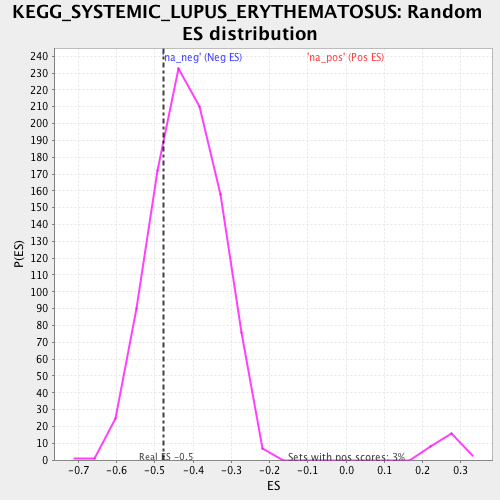 KEGG_SYSTEMIC_LUPUS_ERYTHEMATOSUS: Random
ES distribution
'na_neg' (Neg ES)
'na_pos' (Pos ES)
240
230
220
210
200
190
180
170
160
150
140
130
120
110
100
90
80
70
60
50
40
30
20
10
0
P(ES)
Real ES -0.5
Sets with pos scores: 3%
-0.7 -0.6 -0.5 -0.4 -0.3 -0.2 -0.1 0.0 0.1 0.2 0.3
ES